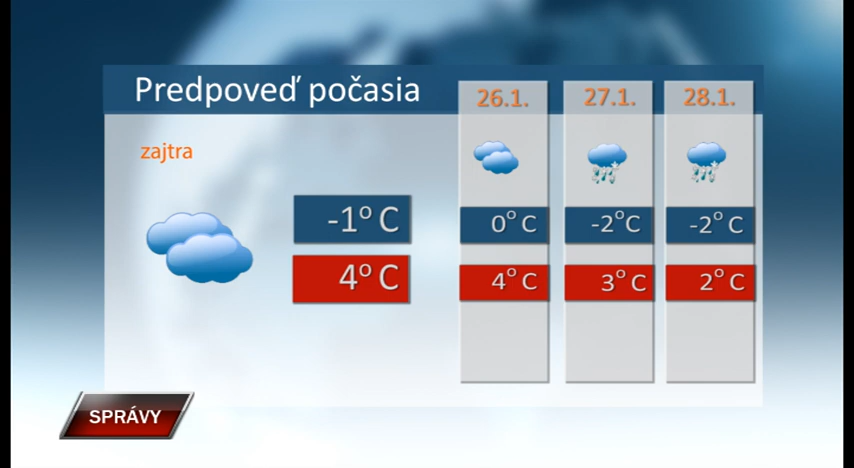 Predpoveď počasia
zajtra
-1° C
4° C
26.1.
0° C
4° C
27.1.
-2°C
3° C
28.1.
-2° C
2° C
SPRÁVY